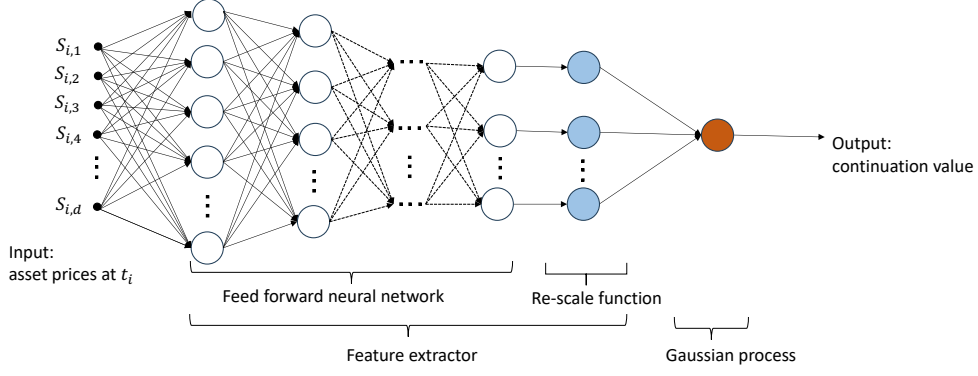 S_{i,1}
S_{i,2}
S_{i,3}
S_{i,4}
S_{i,d}
Input:
asset prices at t_i
Output:
continuation value
Feed forward neural network
Re-scale function
Feature extractor
Gaussian process